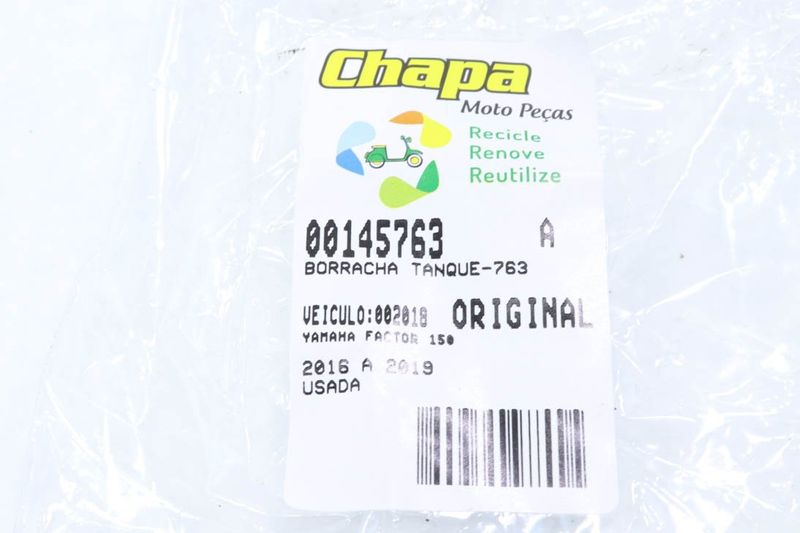 Chapa
Moto Peças
Recicle
Renove
Reutilize
00145763 A
BORRACHA TANQUE-763
VEICULO:002018 ORIGINAL
YAMAHA FACTOR 150
2016 A 2019
USADA